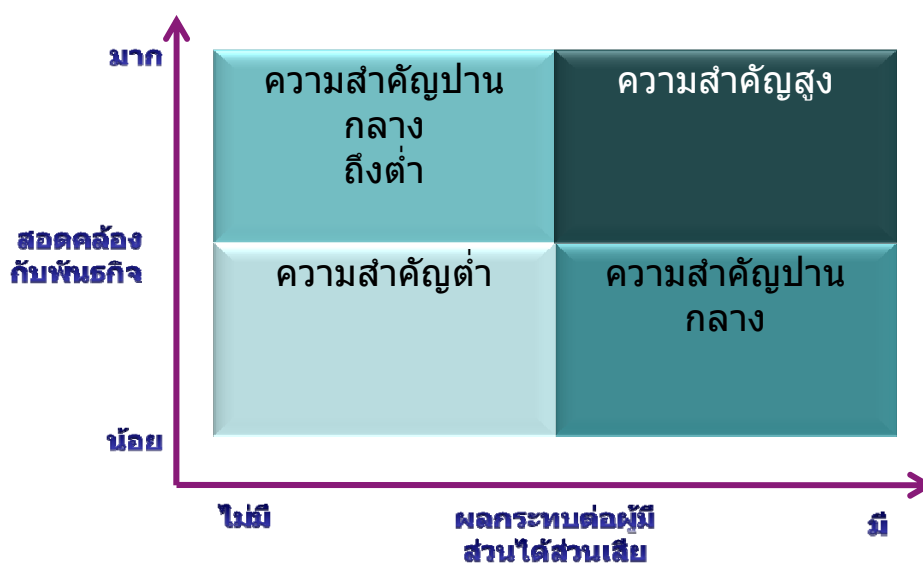 มาก
ความสำคัญปาน
กลาง
ถึงต่ำ
ความสำคัญสูง
สอดคล้อง
กับพันธกิจ
ความสำคัญต่ำ
ความสำคัญปาน
กลาง
น้อย
ไม่มี
ผลกระทบต่อผู้มี
ส่วนได้ส่วนเสีย
มี